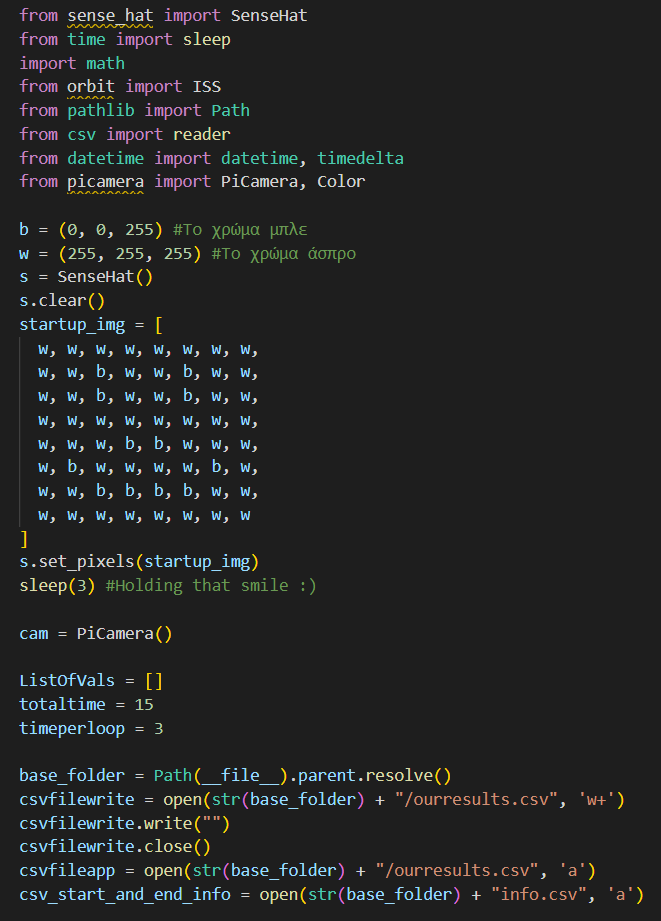 from sense_hat import SenseHat
from time import sleep
import math
from orbit import ISS
from pathlib import Path
from csv import reader
from datetime import datetime, timedelta
from picamera import PiCamera, Color

b = (0, 0, 255) #Το χρώμα μπλε
w = (255, 255, 255) #Το χρώμα άσπρο
s = SenseHat()
s.clear()
startup_img = [
  w, w, w, w, w, w, w, w,
  w, w, b, w, w, b, w, w,
  w, w, b, w, w, b, w, w,
  w, w, w, w, w, w, w, w,
  w, w, w, b, b, w, w, w,
  w, b, w, w, w, w, b, w,
  w, w, b, b, b, b, w, w,
  w, w, w, w, w, w, w, w
]
s.set_pixels(startup_img)
sleep(3) #Holding that smile :)

cam = PiCamera()

ListOfVals = []
totaltime = 15
timeperloop = 3

base_folder = Path(__file__).parent.resolve()
csvfilewrite = open(str(base_folder) + "/ourresults.csv", 'w+')
csvfilewrite.write("")
csvfilewrite.close()
csvfileapp = open(str(base_folder) + "/ourresults.csv", 'a')
csv_start_and_end_info = open(str(base_folder) + "info.csv", 'a')